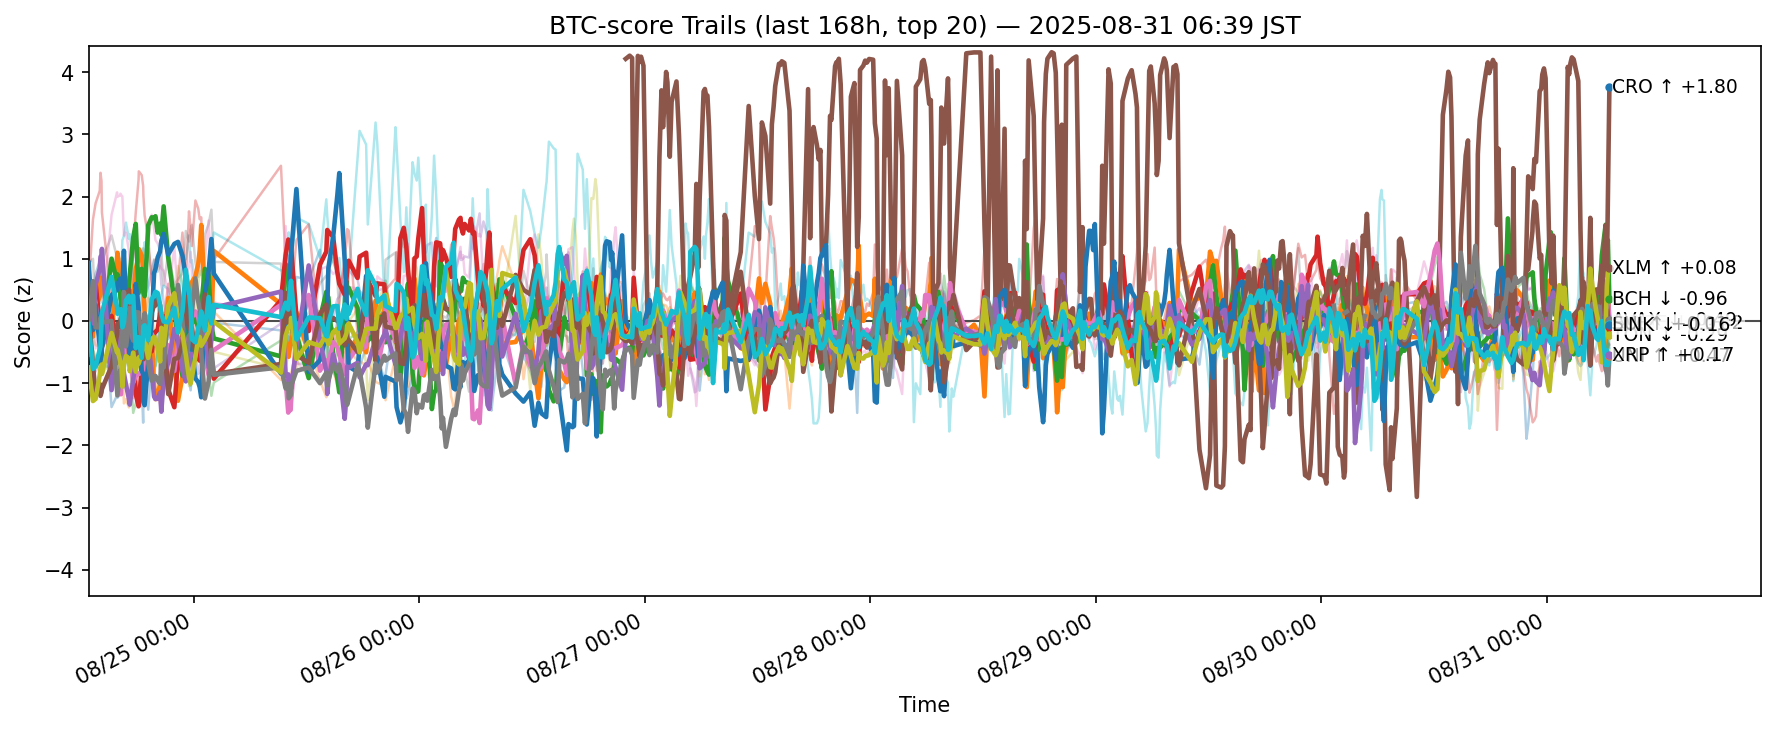 BTC-score Trails (last 168h, top 20) — 2025-08-31 06:39 JST
Score (z)
4
3
2
1
0
−1
−2
−3
−4
CRO ↑ +1.80
XLM ↑ +0.08
BCH ↓ -0.96
LINK ↓ -0.16
TON ↓ -0.29
XRP ↑ +0.17
08/25 00:00
08/26 00:00
08/27 00:00
08/28 00:00
08/29 00:00
08/30 00:00
08/31 00:00
Time